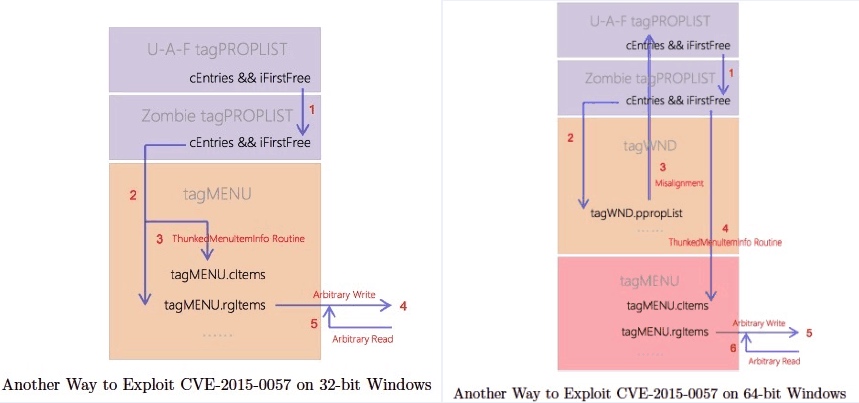 U-A-F tagPROPLIST
cEntries && iFirstFree
1
Zombie tagPROPLIST
cEntries && iFirstFree
2
tagMENU
3 ThunkedMenuItemInfo Routine
tagMENU.cItems
Arbitrary Write
tagMENU.rgItems
4
5
Arbitrary Read
......
Another Way to Exploit CVE-2015-0057 on 32-bit Windows
U-A-F tagPROPLIST
cEntries && iFirstFree
1
Zombie tagPROPLIST
cEntries && iFirstFree
2
tagWND
3
Misalignment
tagWND.ppropList
4
......
ThunkedMenuItemInfo Routine
tagMENU
tagMENU.cItems
Arbitrary Write
tagMENU.rgItems
5
6
Arbitrary Read
......
Another Way to Exploit CVE-2015-0057 on 64-bit Windows